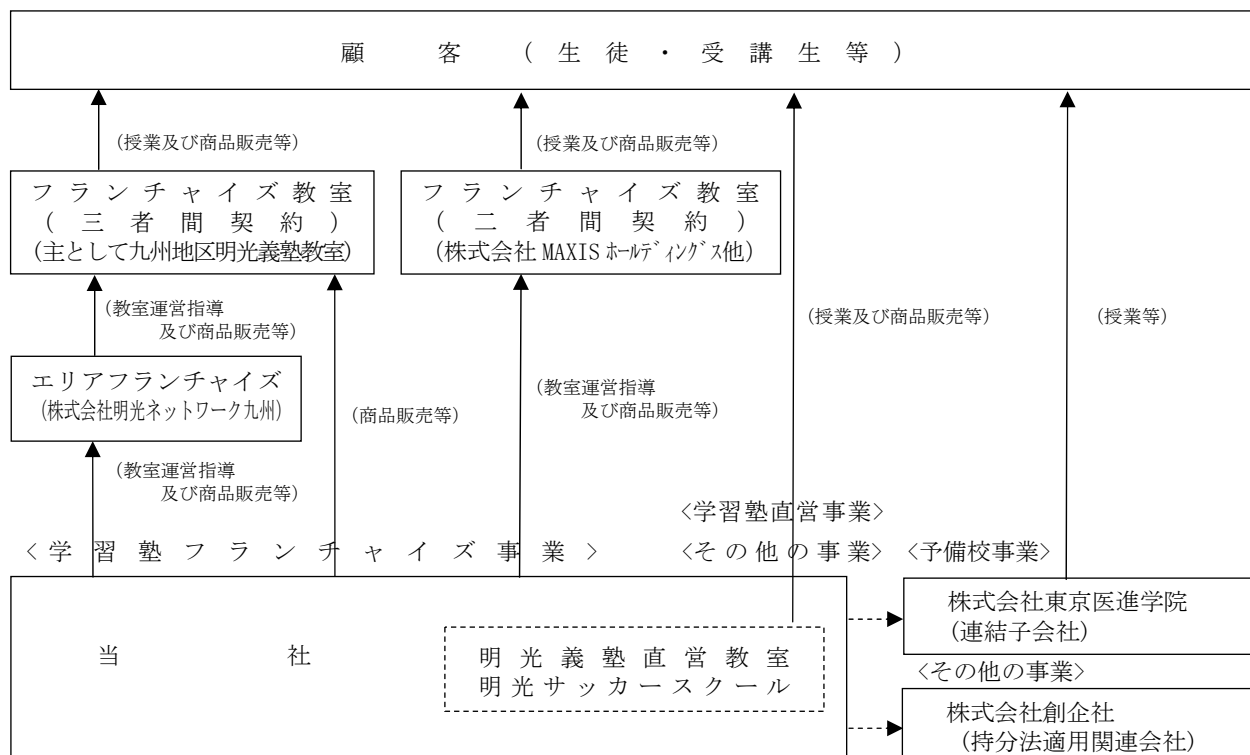 顧客(生徒・受講生等)
(授業及び商品販売等)
(授業及び商品販売等)
フランチャイズ教室
(三者間契約)
(主として九州地区明光義塾教室)
フランチャイズ教室
(二者間契約)
(株式会社 MAXIS ホールディングス他)
(教室運営指導
及び商品販売等)
(授業及び商品販売等)
(授業等)
エリアフランチャイズ
(株式会社明光ネットワーク九州)
(商品販売等)
(教室運営指導
及び商品販売等)
(教室運営指導
及び商品販売等)
<学習塾直営事業>
<学習塾フランチャイズ事業>
<その他の事業>
<予備校事業>
当社
明光義塾直営教室
明光サッカースクール
株式会社東京医進学院
(連結子会社)
<その他の事業>
株式会社創企社
(持分法適用関連会社)